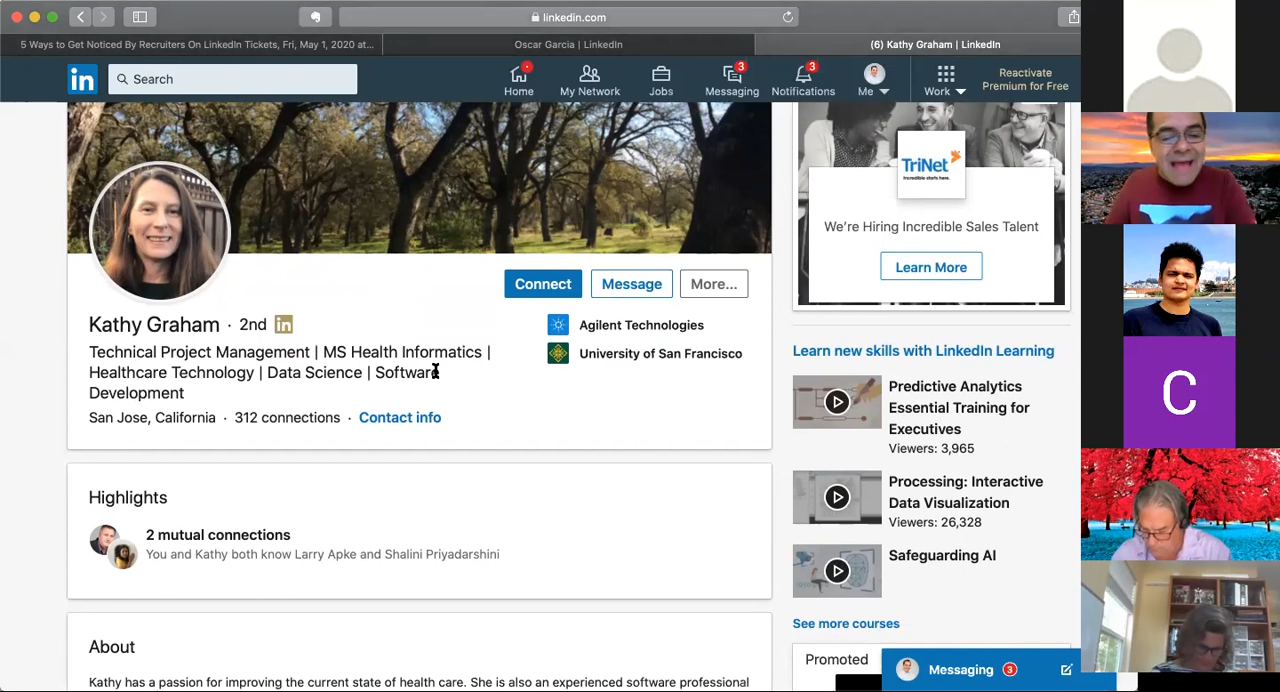 linkedin.com
5 Ways to Get Noticed By Recruiters On LinkedIn Tickets, Fri, May 1, 2020 at...
Oscar Garcia | LinkedIn
(6) Kathy Graham | LinkedIn
in
Search
Home
My Network
Jobs
3
Messaging
3
Notifications
Me
Work
Reactivate
Premium for Free
TriNet
Incredible starts here.
We're Hiring Incredible Sales Talent
Learn More
Connect
Message
More...
Kathy Graham · 2nd in
Technical Project Management | MS Health Informatics |
Healthcare Technology | Data Science | Software
Development
San Jose, California · 312 connections · Contact info
Agilent Technologies
University of San Francisco
Highlights
2 mutual connections
You and Kathy both know Larry Apke and Shalini Priyadarshini
About
Kathy has a passion for improving the current state of health care. She is also an experienced software professional
Learn new skills with LinkedIn Learning
Predictive Analytics
Essential Training for
Executives
Viewers: 3,965
Processing: Interactive
Data Visualization
Viewers: 26,328
Safeguarding AI
See more courses
Promoted
Messaging 3
C